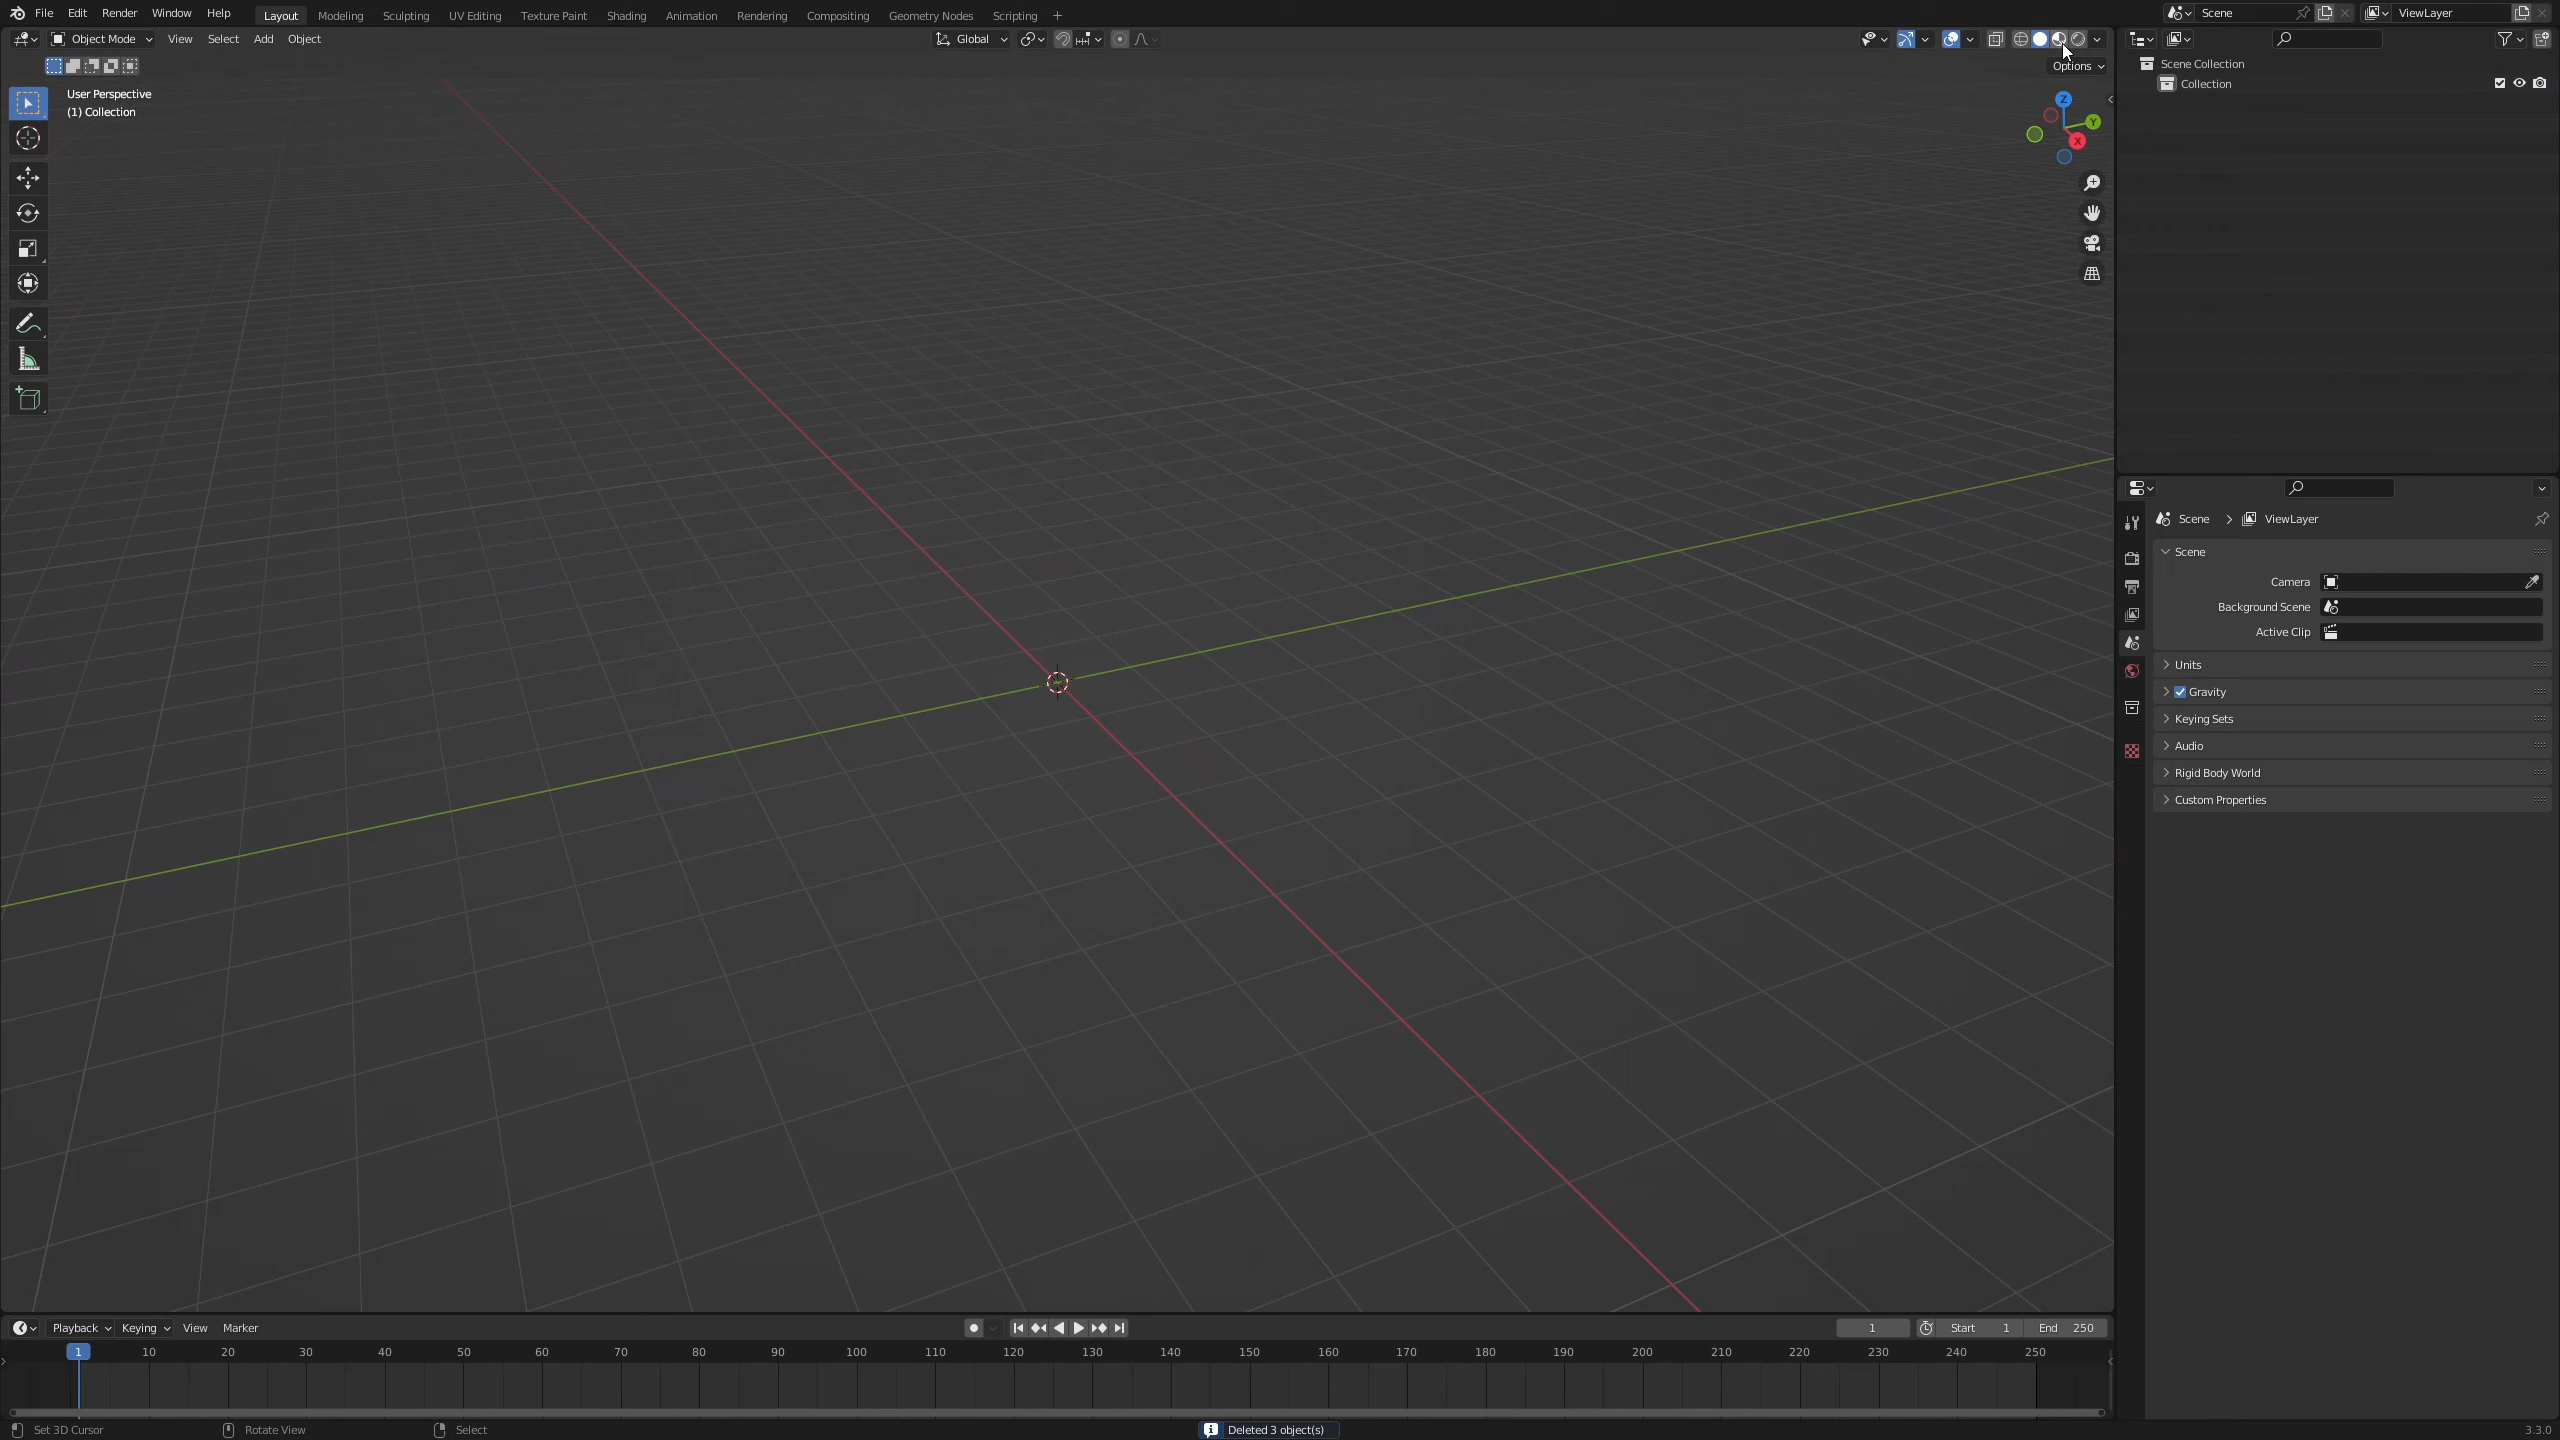 File Edit Render Window Help Layout Modeling Sculpting UV Editing Texture Paint Shading Animation Rendering Compositing Geometry Nodes Scripting + Scene ViewLayer
Object Mode View Select Add Object Global
Options
User Perspective
(1) Collection
Z
Y
X
Scene Collection
Collection
Scene ViewLayer
Scene
Camera
Background Scene
Active Clip
Units
Gravity
Keying Sets
Audio
Rigid Body World
Custom Properties
Playback Keying View Marker 1 Start 1 End 250
1 10 20 30 40 50 60 70 80 90 100 110 120 130 140 150 160 170 180 190 200 210 220 230 240 250
Set 3D Cursor Rotate View Select Deleted 3 object(s) 3.3.0